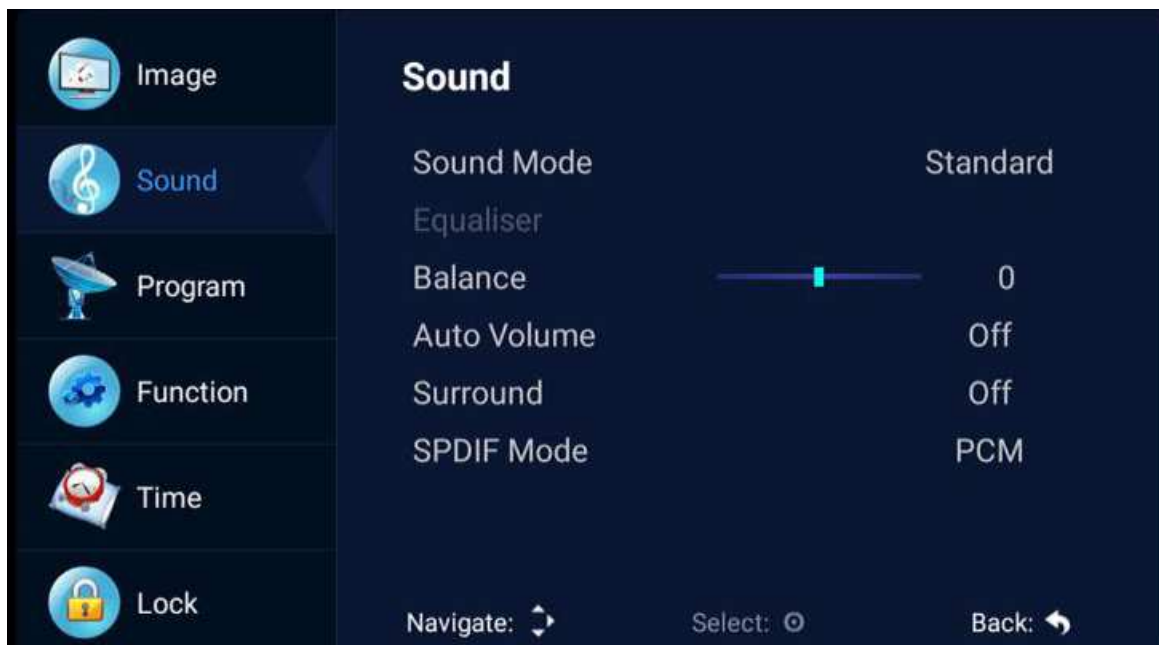 Image
Sound
Program
Function
Time
Lock
Sound
Sound Mode Standard
Equaliser
Balance 0
Auto Volume Off
Surround Off
SPDIF Mode PCM
Navigate: Select: Back: